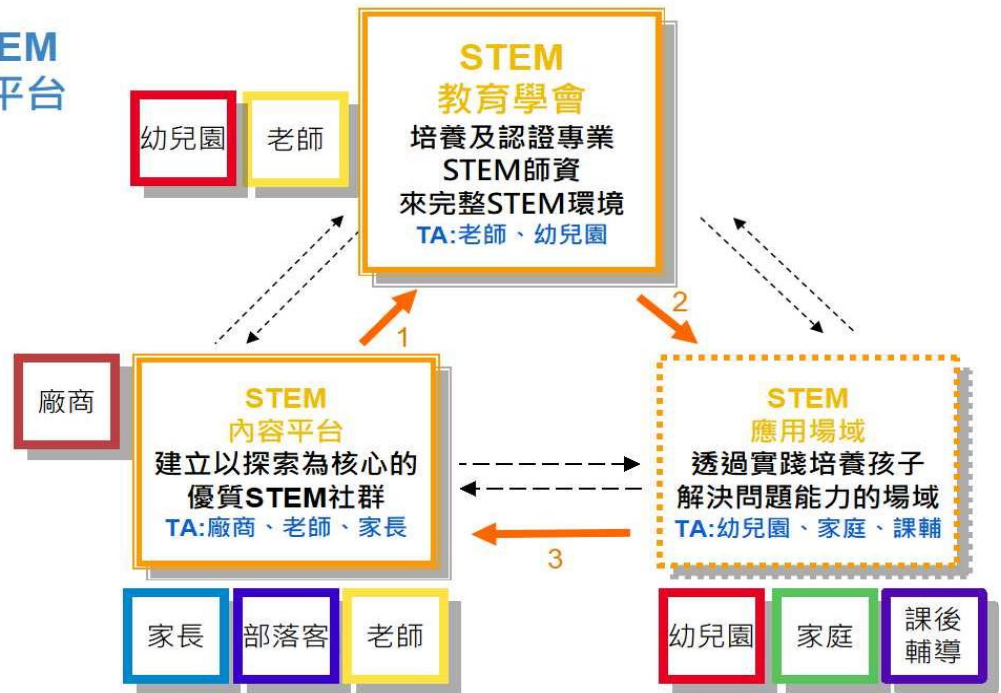 EM
平台
STEM
教育學會
培養及認證專業
STEM師資
來完整STEM環境
TA:老師、幼兒園
幼兒園
老師
1
2
廠商
STEM
內容平台
建立以探索為核心的
優質STEM社群
TA:廠商、老師、家長
STEM
應用場域
透過實踐培養孩子
解決問題能力的場域
TA:幼兒園、家庭、課輔
3
家長
部落客
老師
幼兒園
家庭
課後
輔導